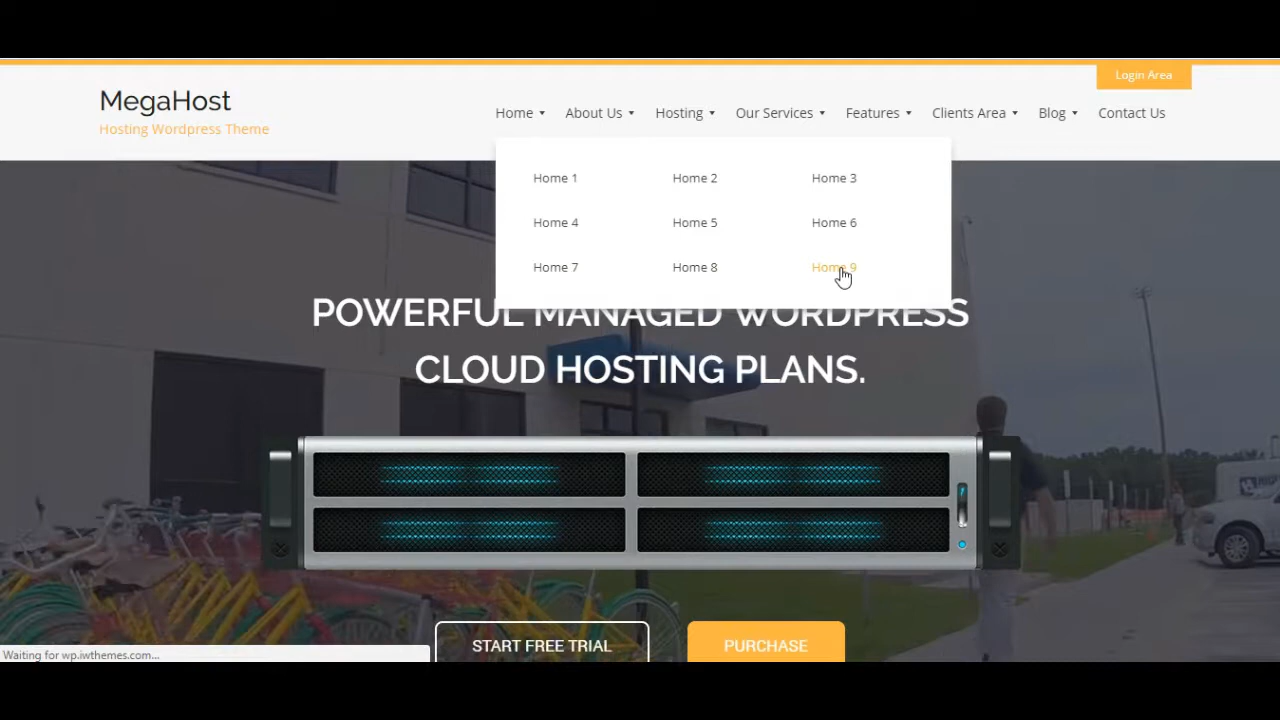 Login Area
MegaHost
Hosting Wordpress Theme
Home About Us Hosting Our Services Features Clients Area Blog Contact Us
Home 1 Home 2 Home 3
Home 4 Home 5 Home 6
Home 7 Home 8 Home 9
POWERFUL MANAGED WORDPRESS
CLOUD HOSTING PLANS.
START FREE TRIAL PURCHASE
Waiting for wp.iwthemes.com...